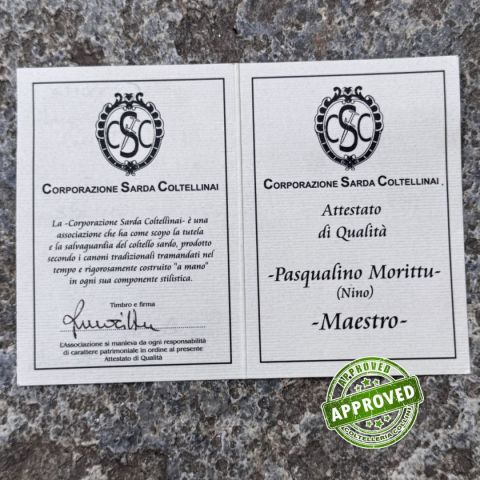 CSC
CORPORAZIONE SARDA COLTELLINAI
La -Corporazione Sarda Coltellinai- è una
associazione che ha come scopo la tutela
e la salvaguardia del coltello sardo, prodotto
secondo i canoni tradizionali tramandati nel
tempo e rigorosamente costruito "a mano"
in ogni sua componente stilistica.
Timbro e firma
L'Associazione si manleva da ogni responsabilità
di carattere patrimoniale in ordine al presente
Attestato di Qualità
CSC
CORPORAZIONE SARDA COLTELLINAI
Attestato
di Qualità
-Pasqualino Morittu-
(Nino)
-Maestro-
APPROVED
APPROVED
COLTELLERIA COLLINI